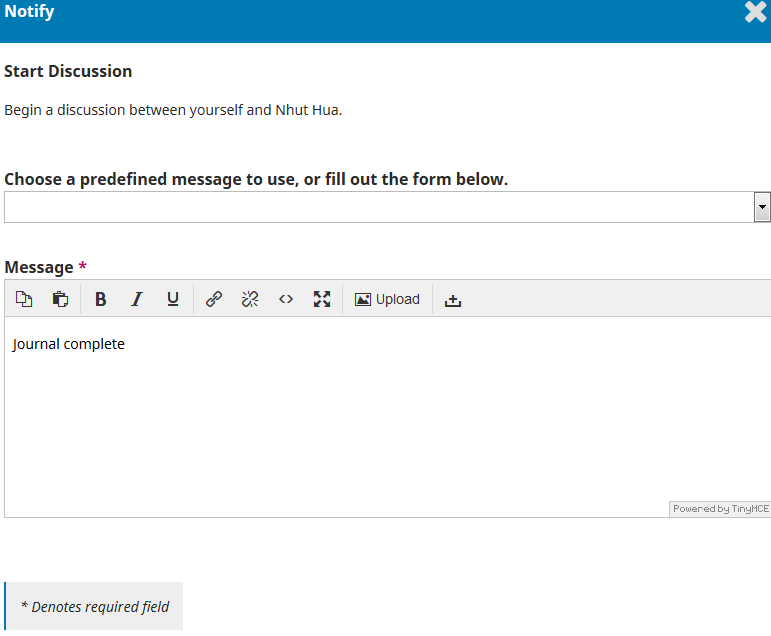 Notify
Start Discussion
Begin a discussion between yourself and Nhut Hua.
Choose a predefined message to use, or fill out the form below.
Message *
B I U <> Upload
Journal complete
Powered by TinyMCE
* Denotes required field